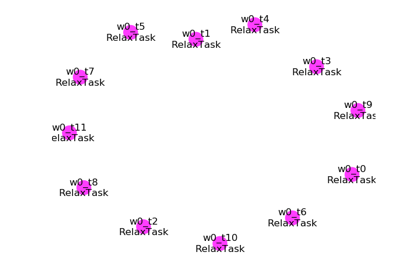 w0_t4
RelaxTask
w0_t5
RelaxTask
w0_t1
RelaxTask
w0_t3
RelaxTask
w0_t7
RelaxTask
w0_t9
RelaxTas
w0_t11
elaxTask
w0_t0
RelaxTask
w0_t8
RelaxTask
w0_t6
RelaxTask
w0_t2
RelaxTask
w0_t10
RelaxTask